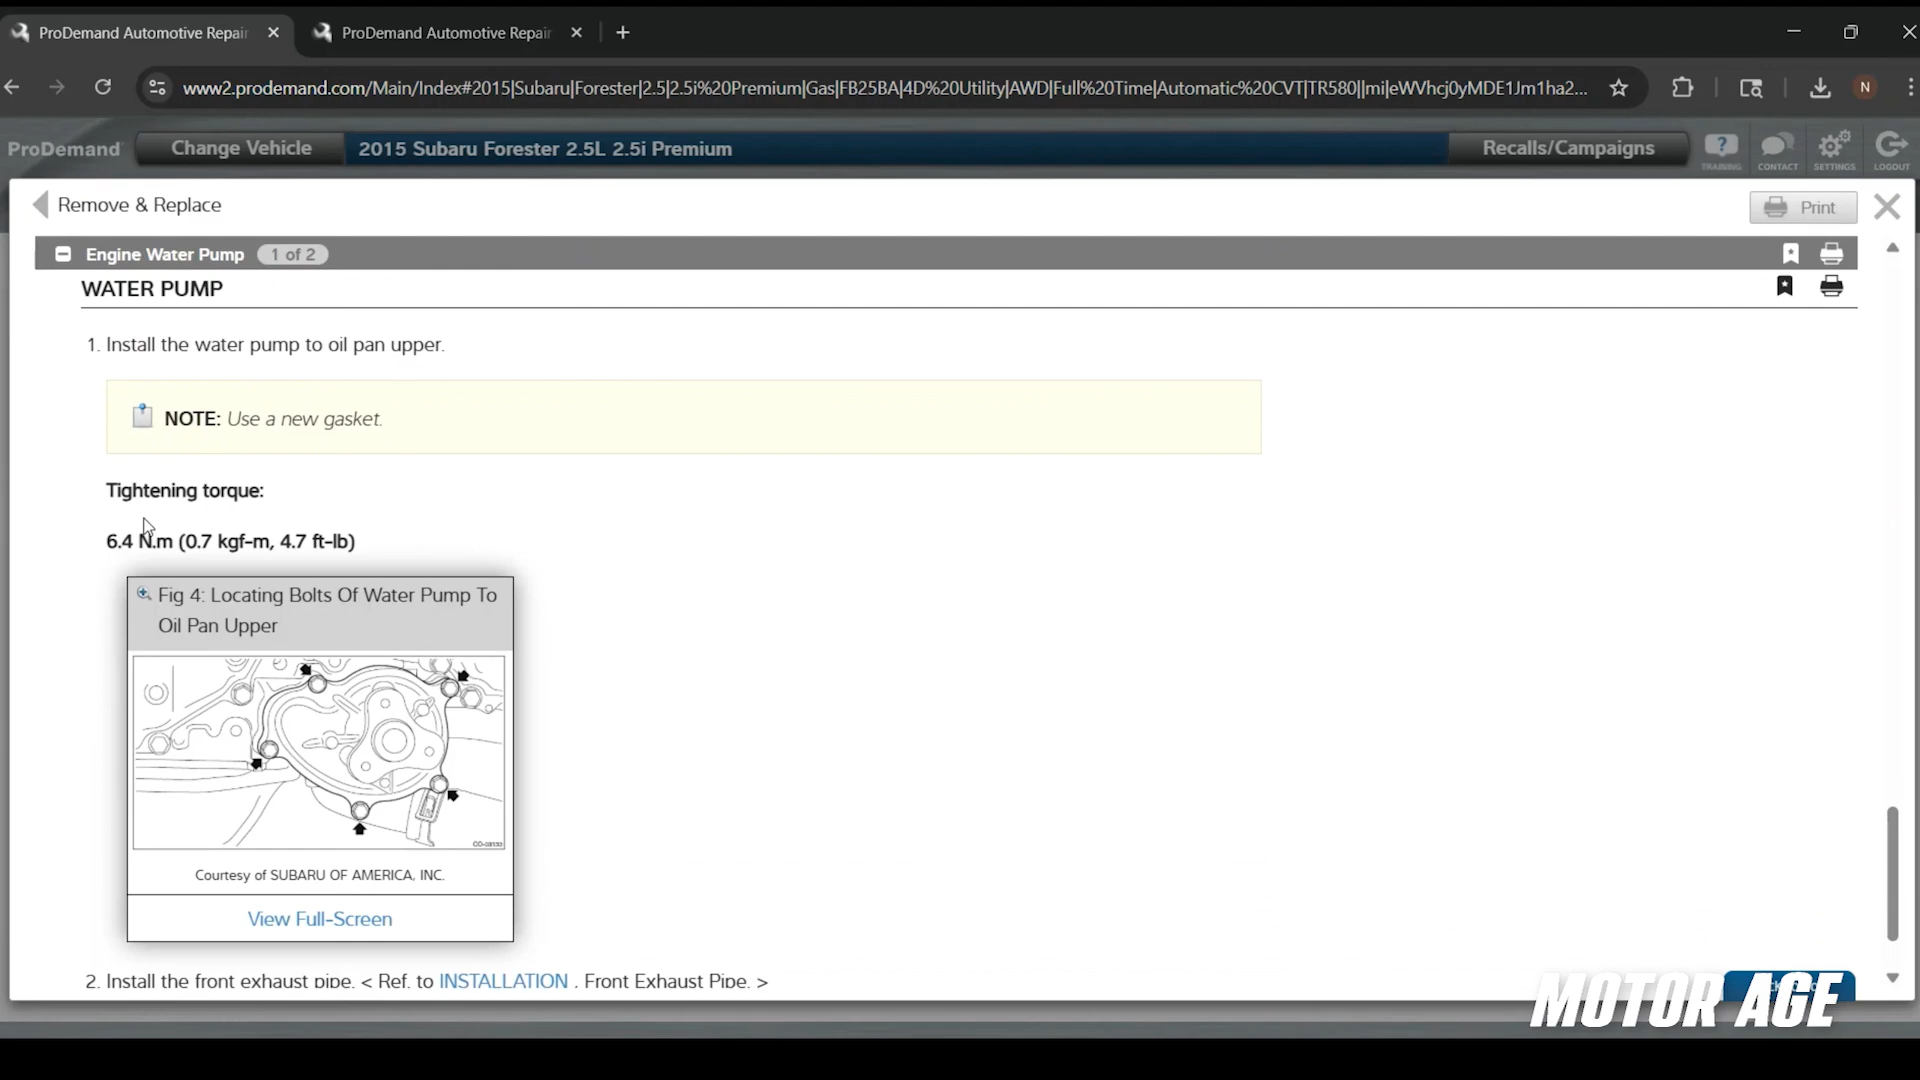 ProDemand Automotive Repair
ProDemand Automotive Repair
www2.prodemand.com/Main/Index#2015|Subaru|Forester|2.5|2.5i%20Premium|Gas|FB25BA|4D%20Utility|AWD|Full%20Time|Automatic%20CVT|TR580||mi|eWVhcj0yMDE1Jm1ha2...
N
ProDemand
Change Vehicle
2015 Subaru Forester 2.5L 2.5i Premium
Recalls/Campaigns
TRAINING
CONTACT
SETTINGS
LOGOUT
Remove & Replace
Print
Engine Water Pump 1 of 2
WATER PUMP
1. Install the water pump to oil pan upper.
NOTE: Use a new gasket.
Tightening torque:
6.4 N.m (0.7 kgf-m, 4.7 ft-lb)
Fig 4: Locating Bolts Of Water Pump To
Oil Pan Upper
Courtesy of SUBARU OF AMERICA, INC.
View Full-Screen
2. Install the front exhaust pipe. < Ref. to INSTALLATION . Front Exhaust Pipe. >
MOTOR AGE